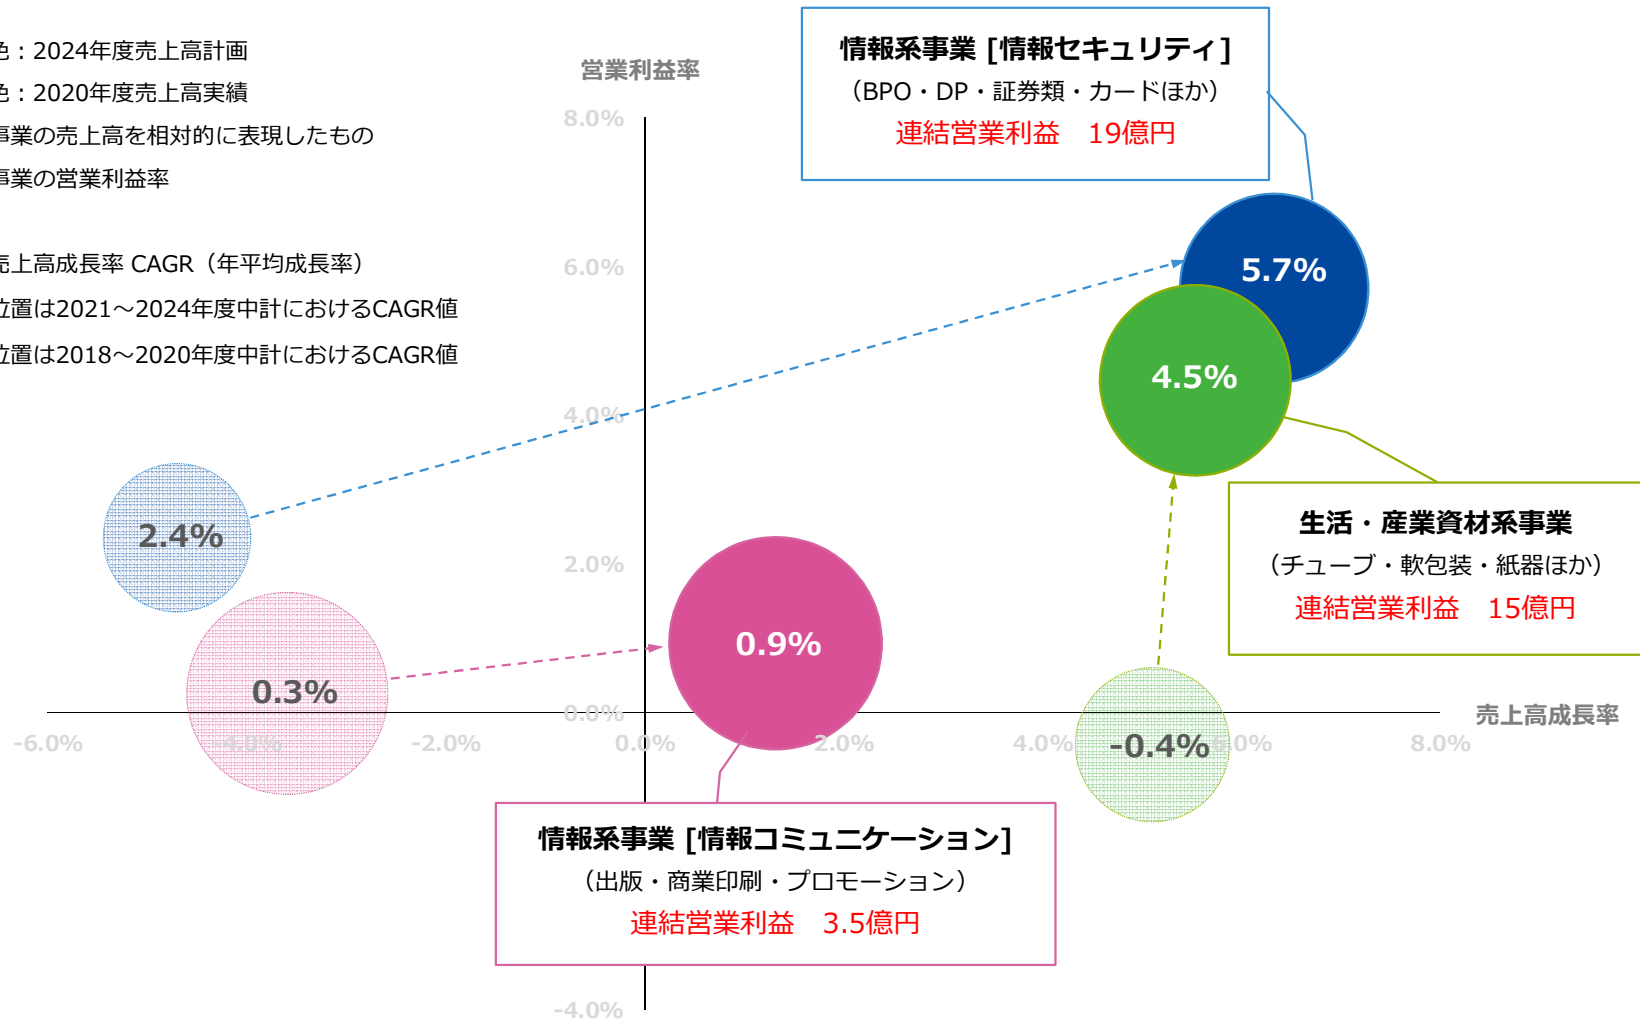 色：2024年度売上高計画
色：2020年度売上高実績
事業の売上高を相対的に表現したもの
事業の営業利益率
売上高成長率 CAGR（年平均成長率）
位置は2021～2024年度中計におけるCAGR値
位置は2018～2020年度中計におけるCAGR値
営業利益率
8.0%
6.0%
4.0%
2.0%
0.0%
-4.0%
情報系事業 [情報セキュリティ]
（BPO・DP・証券類・カードほか）
連結営業利益　19億円
5.7%
4.5%
2.4%
0.3%
0.9%
-0.4%
生活・産業資材系事業
（チューブ・軟包装・紙器ほか）
連結営業利益　15億円
売上高成長率
-6.0%
-4.0%
-2.0%
0.0%
2.0%
4.0%
6.0%
8.0%
情報系事業 [情報コミュニケーション]
（出版・商業印刷・プロモーション）
連結営業利益　3.5億円